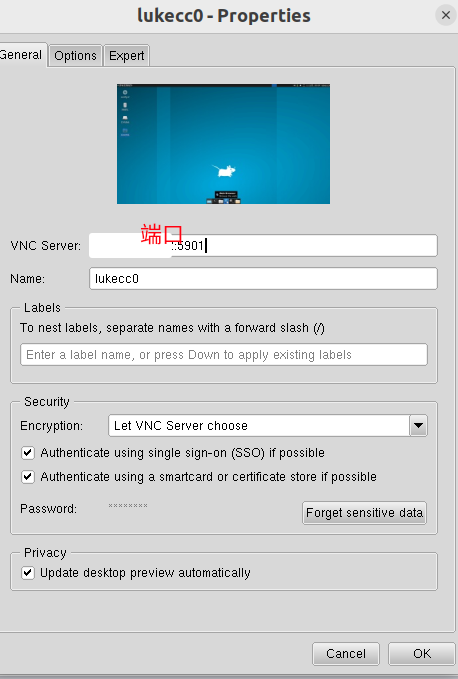 lukecc0 - Properties
General
Options
Expert
端口
VNC Server:
::5901
Name:
lukecc0
Labels
To nest labels, separate names with a forward slash (/)
Enter a label name, or press Down to apply existing labels
Security
Encryption:
Let VNC Server choose
Authenticate using single sign-on (SSO) if possible
Authenticate using a smartcard or certificate store if possible
Password:
********
Forget sensitive data
Privacy
Update desktop preview automatically
Cancel
OK